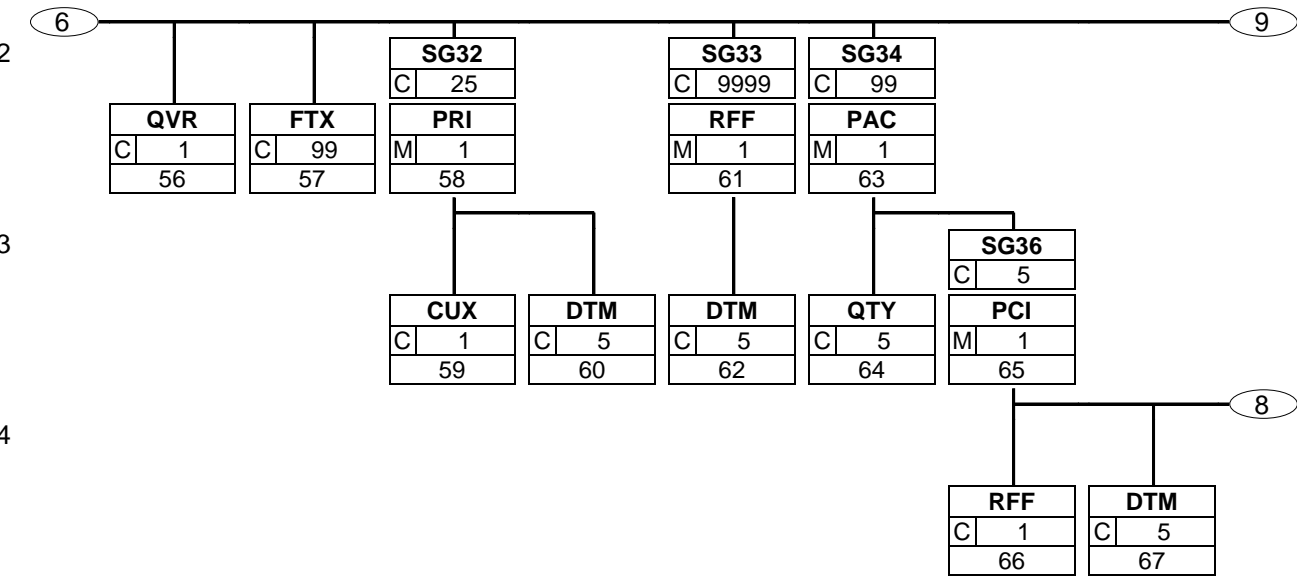 6 9
2 SG32 SG33 SG34
C 25 C 9999 C 99
QVR FTX PRI RFF PAC
C 1 C 99 M 1 M 1 M 1
56 57 58 61 63
3 SG36
C 5
CUX DTM DTM QTY PCI
C 1 C 5 C 5 C 5 M 1
59 60 62 64 65
8
4
RFF DTM
C 1 C 5
66 67